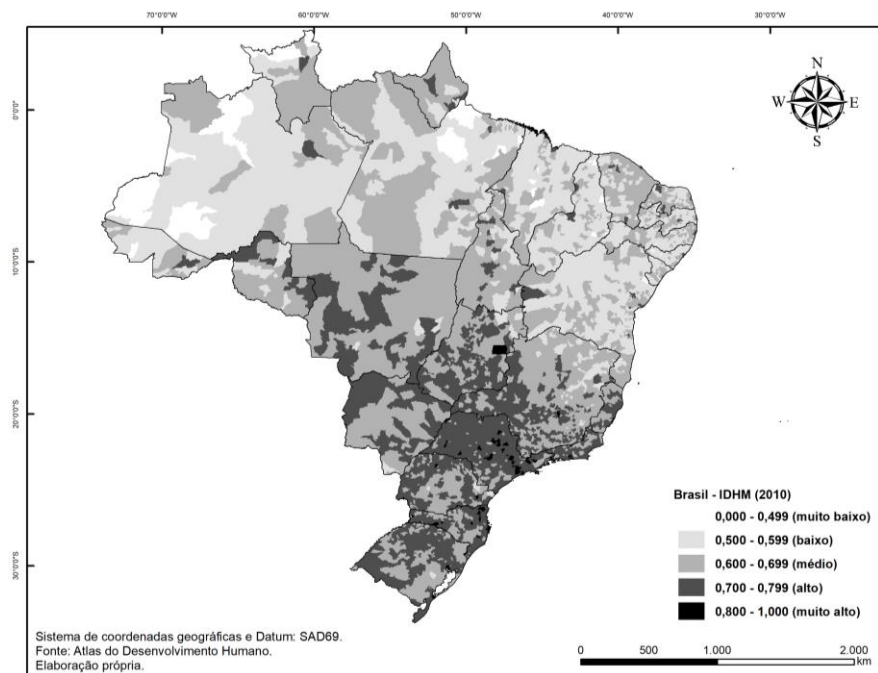 70°0'0"W 60°0'0"W 50°0'0"W 40°0'0"W 30°0'0"W
0°0'0"
10°0'0"S
20°0'0"S
30°0'0"S
N
W E
S
Brasil - IDHM (2010)
0,000 - 0,499 (muito baixo)
0,500 - 0,599 (baixo)
0,600 - 0,699 (médio)
0,700 - 0,799 (alto)
0,800 - 1,000 (muito alto)
Sistema de coordenadas geográficas e Datum: SAD69.
Fonte: Atlas do Desenvolvimento Humano.
Elaboração própria.
0 500 1.000 2.000
km